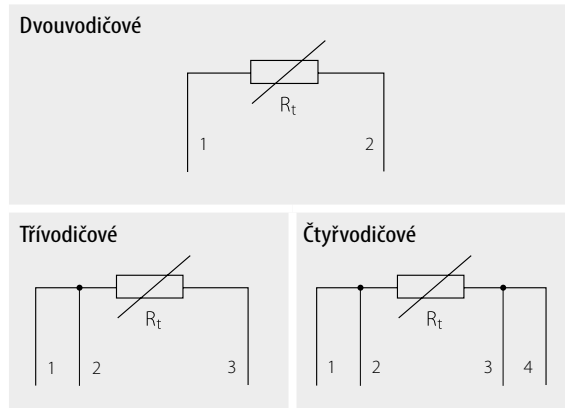 Dvouvodičové
Rt
1 2
Třívodičové
Rt
1 2 3
Čtyřvodičové
Rt
1 2 3 4